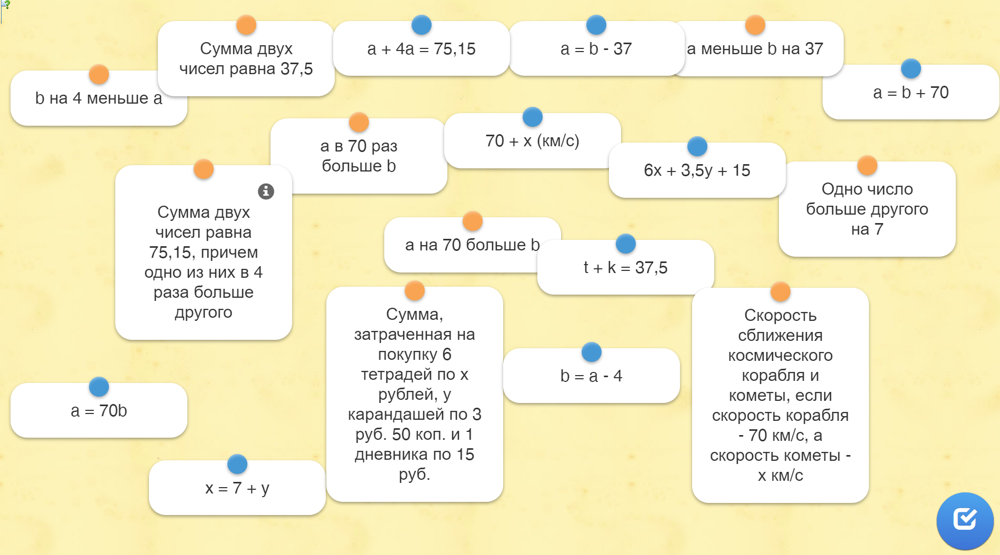 ?
Сумма двух
чисел равна 37,5
a + 4a = 75,15
a = b - 37
а меньше b на 37
b на 4 меньше а
a = b + 70
а в 70 раз
больше b
70 + x (км/с)
6x + 3,5y + 15
Одно число
больше другого
на 7
Сумма двух
чисел равна
75,15, причем
одно из них в 4
раза больше
другого
а на 70 больше b
t + k = 37,5
Сумма,
затраченная на
покупку 6
тетрадей по х
рублей, у
карандашей по 3
руб. 50 коп. и 1
дневника по 15
руб.
Скорость
сближения
космического
корабля и
кометы, если
скорость корабля
- 70 км/с, а
скорость кометы -
х км/с
b = a - 4
a = 70b
x = 7 + y